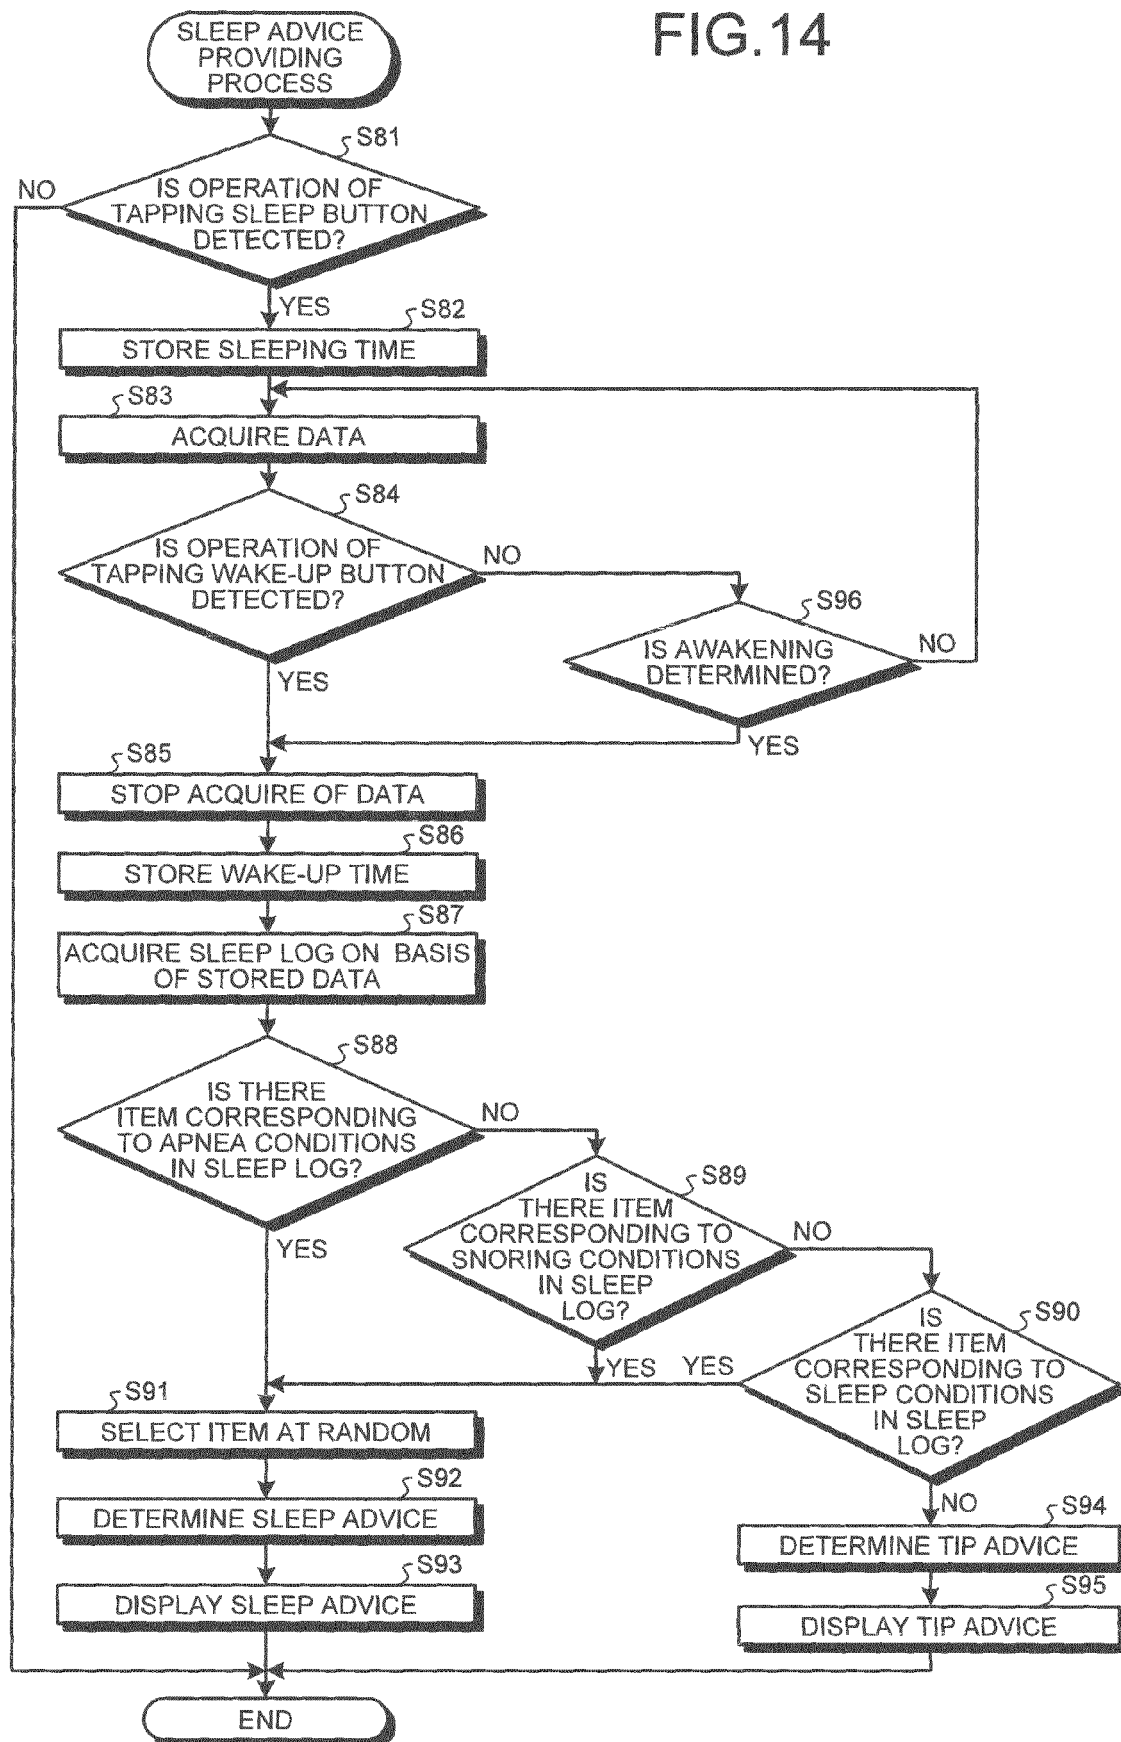 FIG.14
SLEEP ADVICE
PROVIDING
PROCESS
S81
NO
IS OPERATION OF
TAPPING SLEEP BUTTON
DETECTED?
YES
S82
STORE SLEEPING TIME
S83
ACQUIRE DATA
S84
IS OPERATION OF
TAPPING WAKE-UP BUTTON
DETECTED?
NO
S96
IS AWAKENING
DETERMINED?
NO
YES
YES
S85
STOP ACQUIRE OF DATA
S86
STORE WAKE-UP TIME
S87
ACQUIRE SLEEP LOG ON BASIS
OF STORED DATA
S88
IS THERE
ITEM CORRESPONDING
TO APNEA CONDITIONS
IN SLEEP LOG?
NO
YES
S89
IS
THERE ITEM
CORRESPONDING TO
SNORING CONDITIONS
IN SLEEP
LOG?
NO
YES
S90
IS
THERE ITEM
CORRESPONDING TO
SLEEP CONDITIONS
IN SLEEP
LOG?
YES
NO
S91
SELECT ITEM AT RANDOM
S92
DETERMINE SLEEP ADVICE
S93
DISPLAY SLEEP ADVICE
S94
DETERMINE TIP ADVICE
S95
DISPLAY TIP ADVICE
END